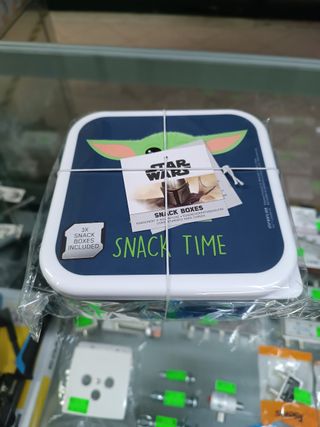 STAR
WARS
SNACK BOXES
3X
SNACK
BOXES
INCLUDED
SNACK TIME